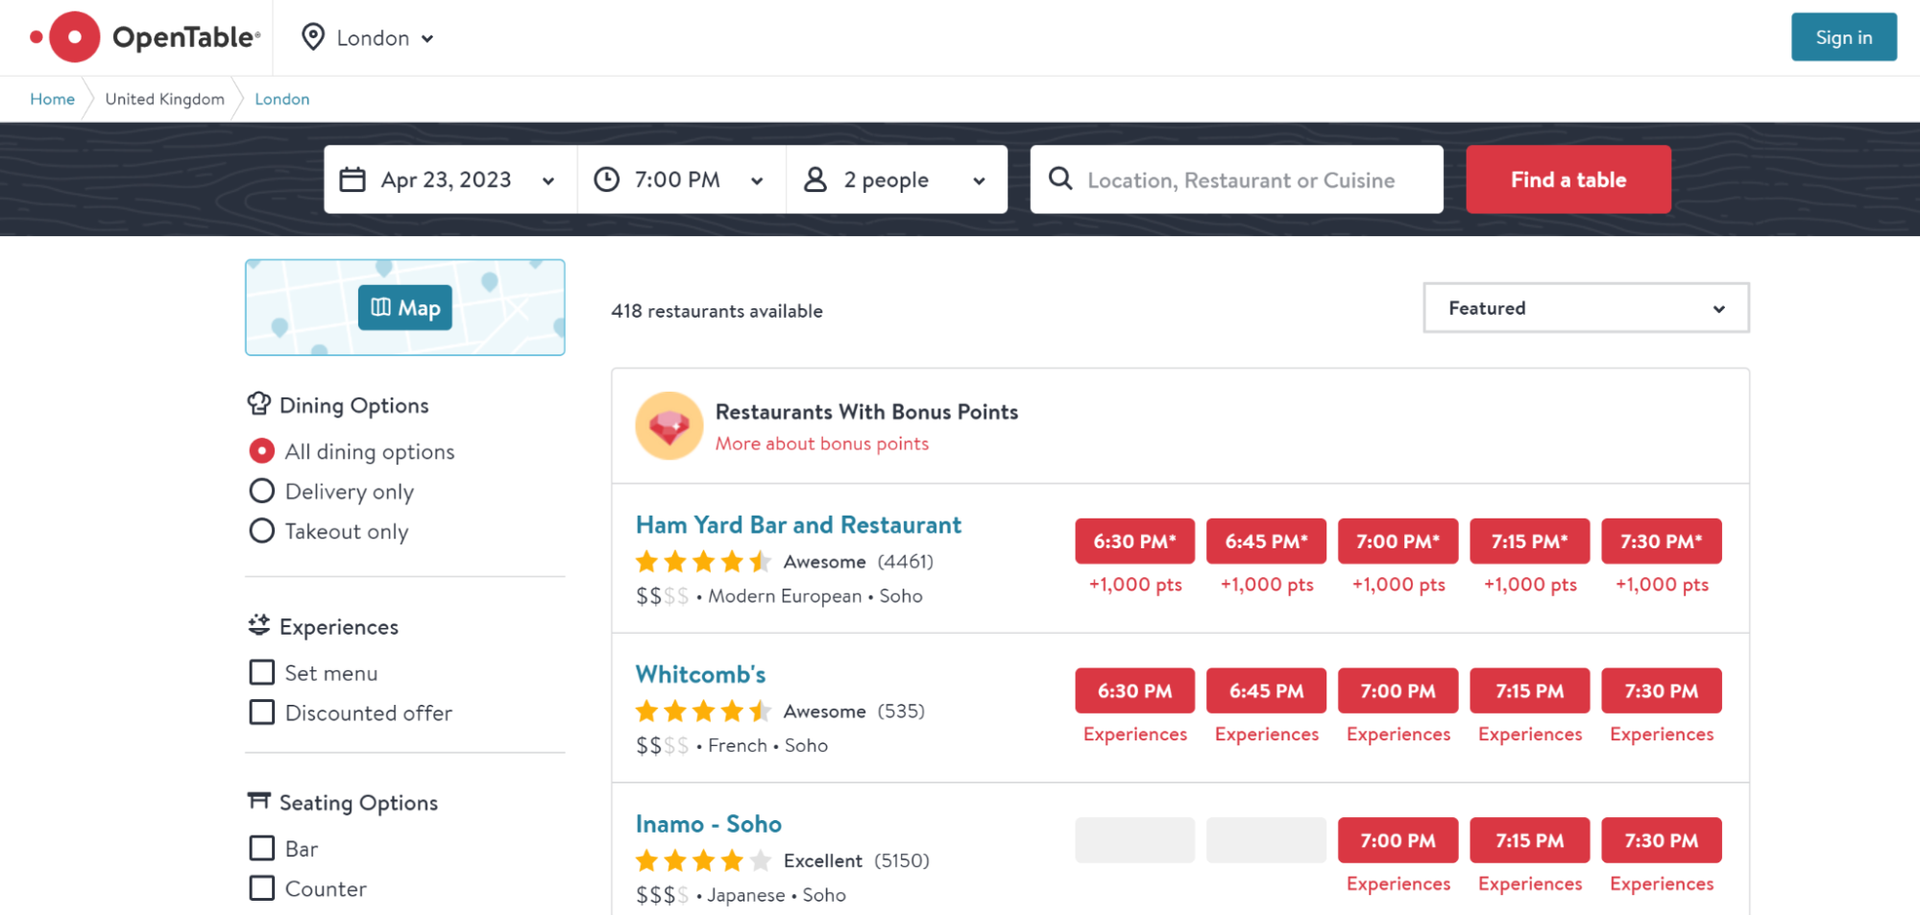 OpenTable®
London
Sign in
Home
United Kingdom
London
Apr 23, 2023
7:00 PM
2 people
Location, Restaurant or Cuisine
Find a table
Map
418 restaurants available
Featured
Dining Options
All dining options
Delivery only
Takeout only
Experiences
Set menu
Discounted offer
Seating Options
Bar
Counter
Restaurants With Bonus Points
More about bonus points
Ham Yard Bar and Restaurant
Awesome (4461)
$$$$ • Modern European • Soho
6:30 PM* 6:45 PM* 7:00 PM* 7:15 PM* 7:30 PM*
+1,000 pts +1,000 pts +1,000 pts +1,000 pts +1,000 pts
Whitcomb's
Awesome (535)
$$$$ • French • Soho
6:30 PM 6:45 PM 7:00 PM 7:15 PM 7:30 PM
Experiences Experiences Experiences Experiences Experiences
Inamo - Soho
Excellent (5150)
$$$$ • Japanese • Soho
7:00 PM 7:15 PM 7:30 PM
Experiences Experiences Experiences